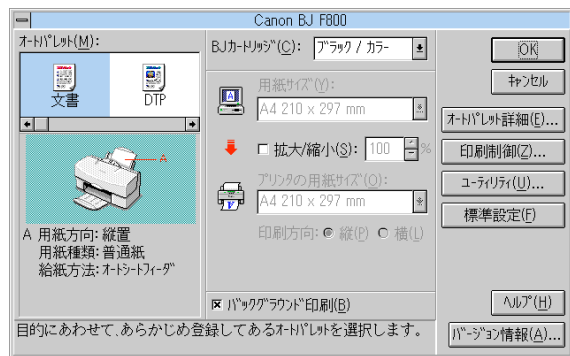 Canon BJ F800
ｵｰﾄﾊﾟﾚｯﾄ(M):
文書
DTP
A
A 用紙方向: 縦置
用紙種類: 普通紙
給紙方法: ｵｰﾄｼｰﾄﾌｨｰﾀﾞ
BJｶｰﾄﾘｯｼﾞ(C): ﾌﾞﾗｯｸ / ｶﾗｰ
用紙ｻｲｽﾞ(Y):
A4 210 x 297 mm
拡大/縮小(S): 100 %
ﾌﾟﾘﾝﾀの用紙ｻｲｽﾞ(O):
A4 210 x 297 mm
印刷方向: 縦(P) 横(L)
ﾊﾞｯｸｸﾞﾗｳﾝﾄﾞ印刷(B)
OK
ｷｬﾝｾﾙ
ｵｰﾄﾊﾟﾚｯﾄ詳細(E)...
印刷制御(Z)...
ﾕｰﾃｨﾘﾃｨ(U)...
標準設定(F)
ﾍﾙﾌﾟ(H)
ﾊﾞｰｼﾞｮﾝ情報(A)...
目的にあわせて､あらかじめ登録してあるｵｰﾄﾊﾟﾚｯﾄを選択します。